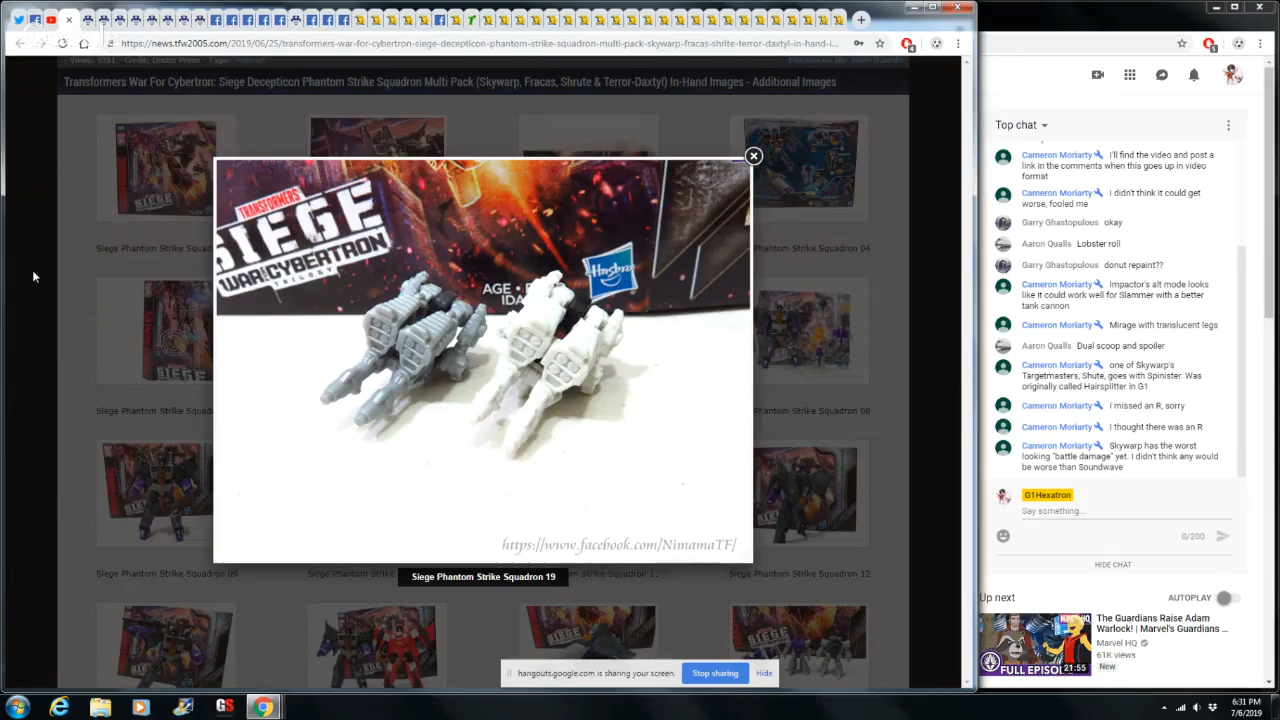 https://news.tfw2005.com/2019/06/25/transformers-war-for-cybertron-siege-decepticon-phantom-strike-squadron-multi-pack-skywarp-fracas-shrite-terror-daxtyl-in-hand-i...
4
5
Transformers War For Cybertron: Siege Decepticon Phantom Strike Squadron Multi Pack (Skywarp, Fracas, Shrute & Terror-Daxtyl) In-Hand Images - Additional Images
Siege Phantom Strike Squad
Phantom Strike Squadron 04
Siege Phantom Strike Squad
Phantom Strike Squadron 08
Siege Phantom Strike Squadron 09
Siege Phantom Strike Squadron 12
TRANSFORMERS
SIEGE
WAR FOR CYBERTRON
TRILOGY
Hasbro
AGE
https://www.facebook.com/NimamaTF/
Siege Phantom Strike Squadron 19
hangouts.google.com is sharing your screen.
Stop sharing
Hide
Top chat
Cameron Moriarty I'll find the video and post a
link in the comments when this goes up in video
format
Cameron Moriarty I didn't think it could get
worse, fooled me
Garry Ghastopulous okay
Aaron Qualls Lobster roll
Garry Ghastopulous donut repaint??
Cameron Moriarty Impactor's alt mode looks
like it could work well for Slammer with a better
tank cannon
Cameron Moriarty Mirage with translucent legs
Aaron Qualls Dual scoop and spoiler
Cameron Moriarty one of Skywarp's
Targetmasters, Shute, goes with Spinister. Was
originally called Hairsplitter in G1
Cameron Moriarty I missed an R, sorry
Cameron Moriarty I thought there was an R
Cameron Moriarty Skywarp has the worst
looking "battle damage" yet. I didn't think any would
be worse than Soundwave
G1Hexatron
Say something...
0/200
HIDE CHAT
Up next
AUTOPLAY
The Guardians Raise Adam
Warlock! | Marvel's Guardians ...
Marvel HQ
61K views
New
FULL EPISO
21:55
GS
6:31 PM
7/6/2019